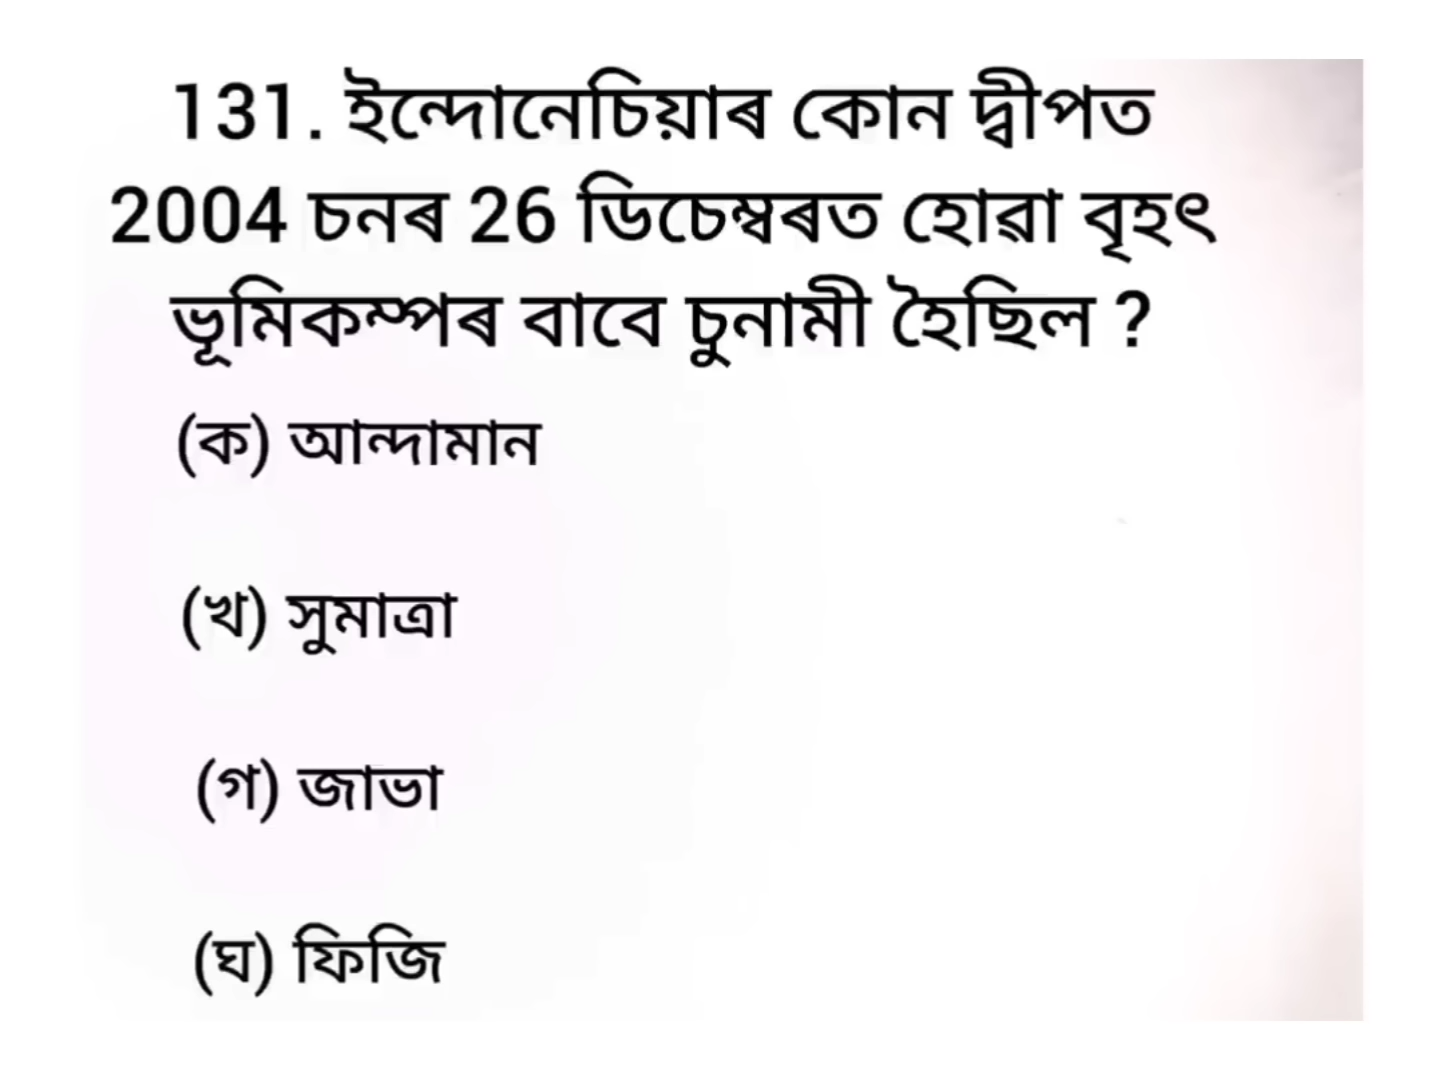 131. ইন্দোনেচিয়াৰ কোন দ্বীপত
2004 চনৰ 26 ডিচেম্বৰত হোৱা বৃহৎ
ভূমিকম্পৰ বাবে চুনামী হৈছিল ?
(ক) আন্দামান
(খ) সুমাত্ৰা
(গ) জাভা
(ঘ) ফিজি